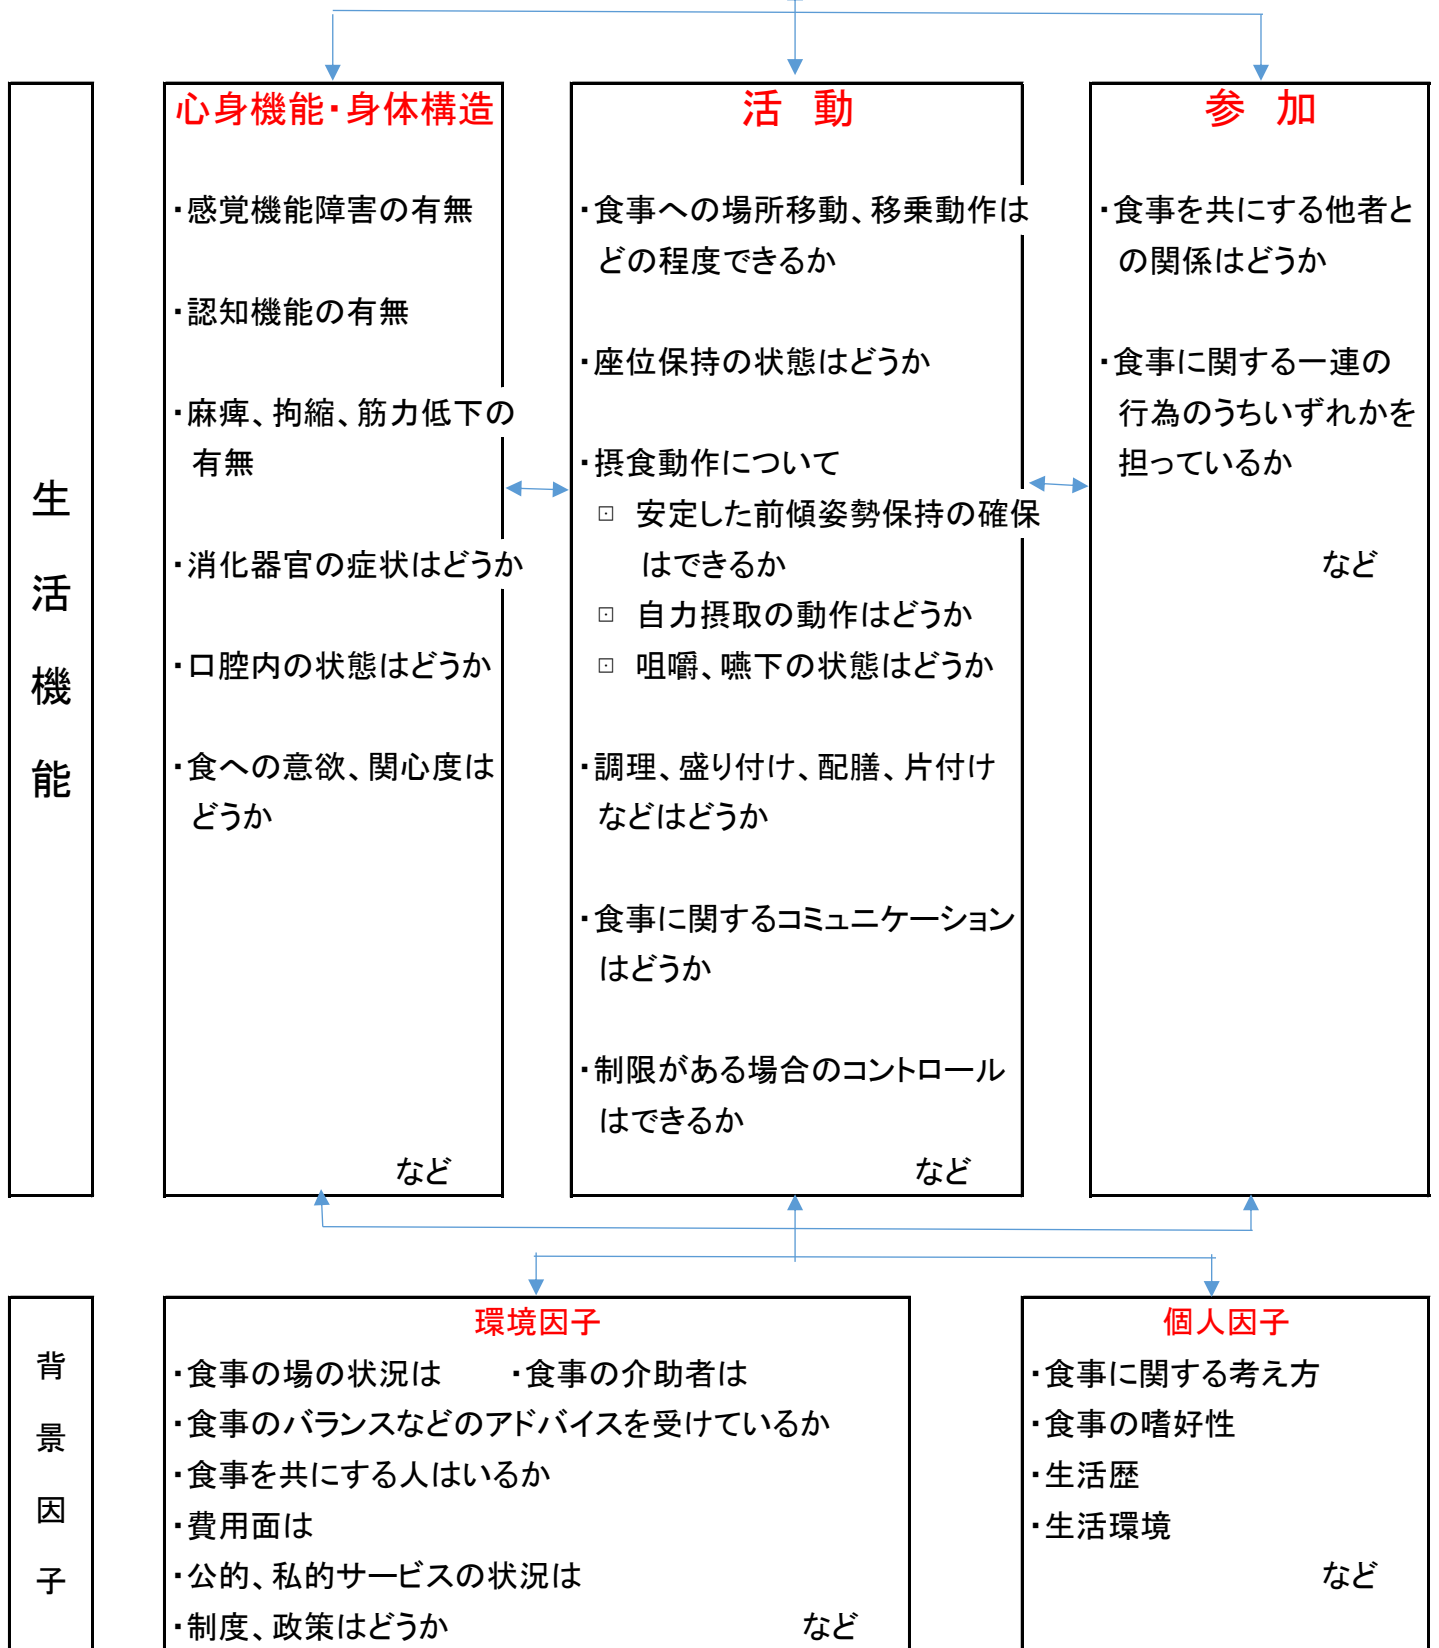 生活機能
心身機能・身体構造
・感覚機能障害の有無
・認知機能の有無
・麻痺、拘縮、筋力低下の
有無
・消化器官の症状はどうか
・口腔内の状態はどうか
・食への意欲、関心度は
どうか
など
活 動
・食事への場所移動、移乗動作は
どの程度できるか
・座位保持の状態はどうか
・摂食動作について
⊡ 安定した前傾姿勢保持の確保
はできるか
⊡ 自力摂取の動作はどうか
⊡ 咀嚼、嚥下の状態はどうか
・調理、盛り付け、配膳、片付け
などはどうか
・食事に関するコミュニケーション
はどうか
・制限がある場合のコントロール
はできるか
など
参 加
・食事を共にする他者と
の関係はどうか
・食事に関する一連の
行為のうちいずれかを
担っているか
など
背景因子
環境因子
・食事の場の状況は ・食事の介助者は
・食事のバランスなどのアドバイスを受けているか
・食事を共にする人はいるか
・費用面は
・公的、私的サービスの状況は
・制度、政策はどうか など
個人因子
・食事に関する考え方
・食事の嗜好性
・生活歴
・生活環境
など